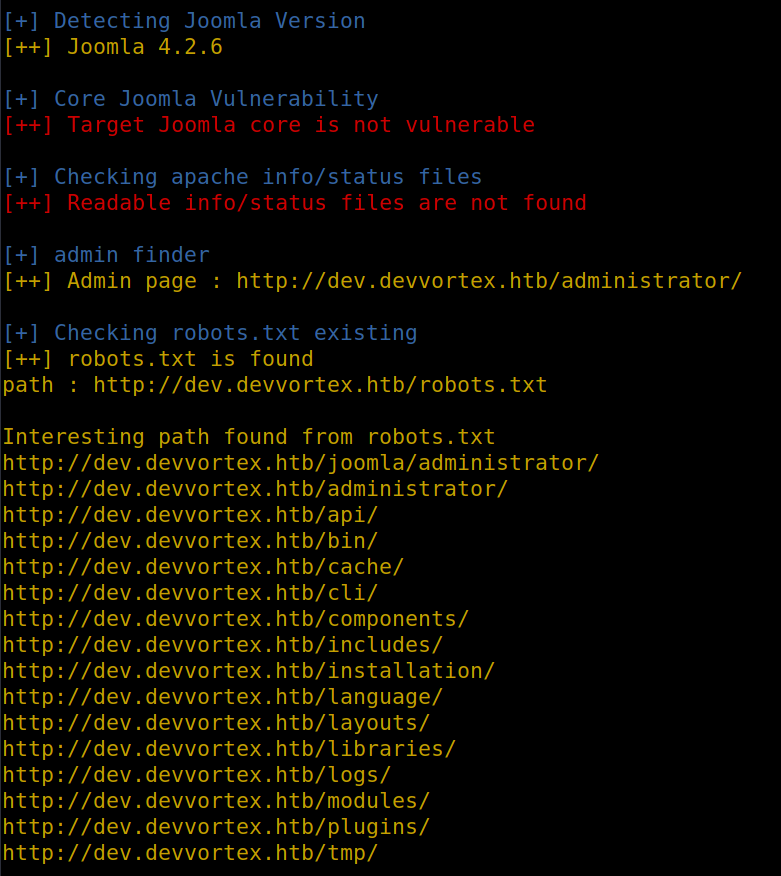 [+] Detecting Joomla Version
[++] Joomla 4.2.6
[+] Core Joomla Vulnerability
[++] Target Joomla core is not vulnerable
[+] Checking apache info/status files
[++] Readable info/status files are not found
[+] admin finder
[++] Admin page : http://dev.devvortex.htb/administrator/
[+] Checking robots.txt existing
[++] robots.txt is found
path : http://dev.devvortex.htb/robots.txt
Interesting path found from robots.txt
http://dev.devvortex.htb/joomla/administrator/
http://dev.devvortex.htb/administrator/
http://dev.devvortex.htb/api/
http://dev.devvortex.htb/bin/
http://dev.devvortex.htb/cache/
http://dev.devvortex.htb/cli/
http://dev.devvortex.htb/components/
http://dev.devvortex.htb/includes/
http://dev.devvortex.htb/installation/
http://dev.devvortex.htb/language/
http://dev.devvortex.htb/layouts/
http://dev.devvortex.htb/libraries/
http://dev.devvortex.htb/logs/
http://dev.devvortex.htb/modules/
http://dev.devvortex.htb/plugins/
http://dev.devvortex.htb/tmp/